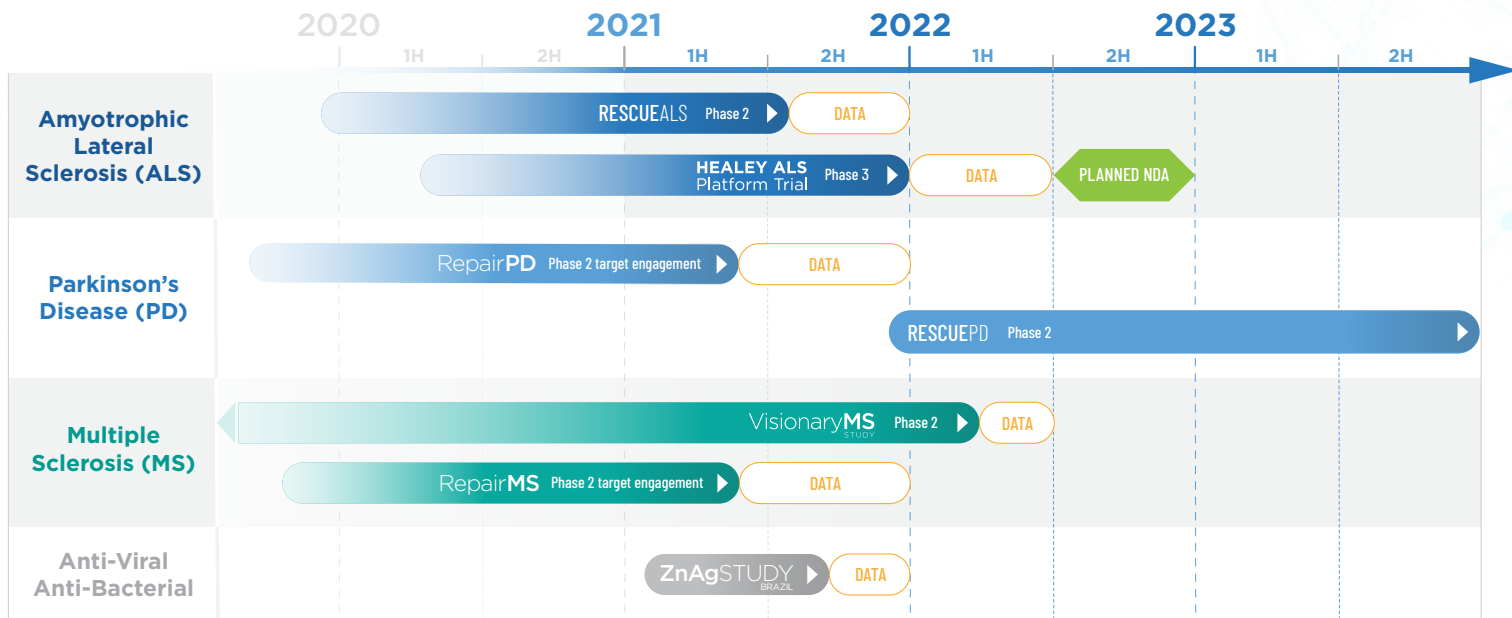 2020 2021 2022 2023
1H 2H 1H 2H 1H 2H 1H 2H
Amyotrophic
Lateral
Sclerosis (ALS)
RESCUEALS Phase 2
DATA
HEALEY ALS
Platform Trial
Phase 3
DATA
PLANNED NDA
Parkinson's
Disease (PD)
RepairPD Phase 2 target engagement
DATA
RESCUEPD Phase 2
Multiple
Sclerosis (MS)
VisionaryMS Phase 2
STUDY
DATA
RepairMS Phase 2 target engagement
DATA
Anti-Viral
Anti-Bacterial
ZnAgSTUDY
BRAZIL
DATA